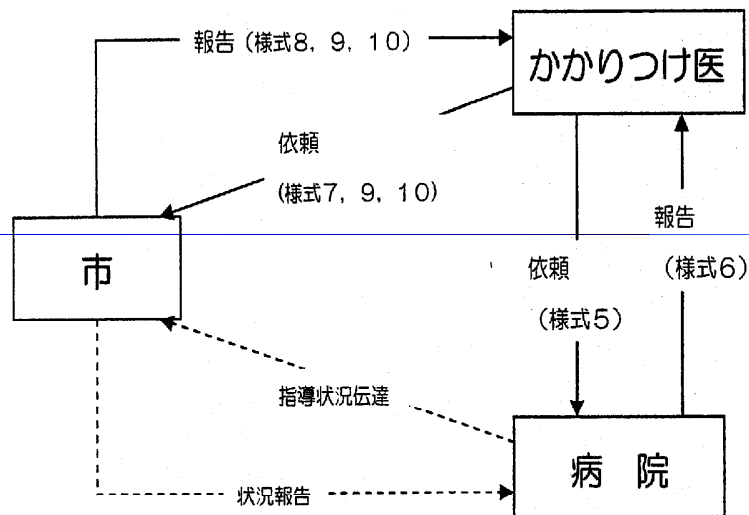 報告（様式8，9，10）
かかりつけ医
依頼
(様式7，9，10）
報告
市
依頼
（様式6）
（様式5）
指導状況伝達
病　院
状況報告